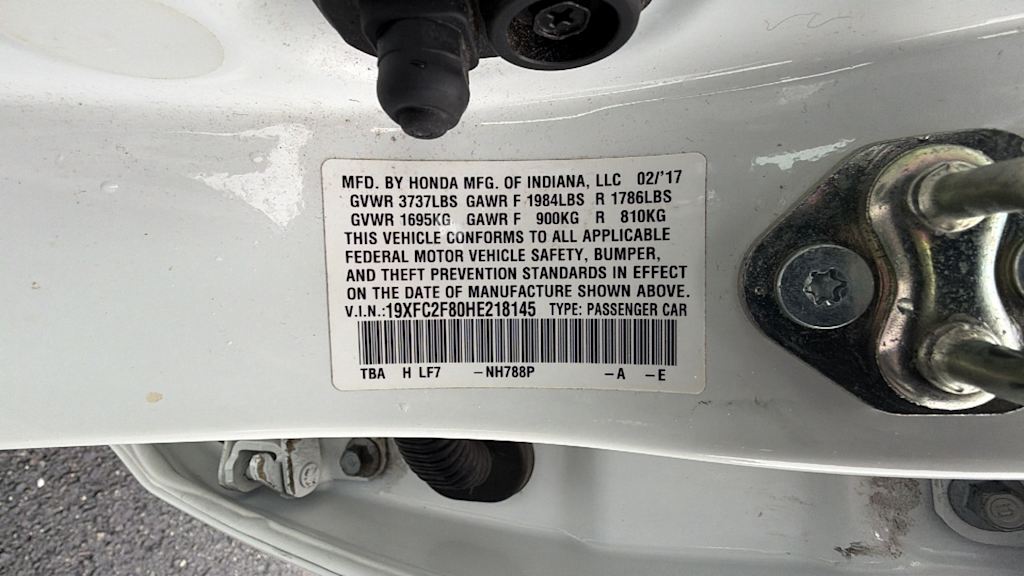 MFD. BY HONDA MFG. OF INDIANA, LLC 02/'17
GVWR 3737LBS GAWR F 1984LBS R 1786LBS
GVWR 1695KG GAWR F 900KG R 810KG
THIS VEHICLE CONFORMS TO ALL APPLICABLE
FEDERAL MOTOR VEHICLE SAFETY, BUMPER,
AND THEFT PREVENTION STANDARDS IN EFFECT
ON THE DATE OF MANUFACTURE SHOWN ABOVE.
V.I.N.:19XFC2F80HE218145 TYPE: PASSENGER CAR
TBA H LF7 -NH788P -A -E